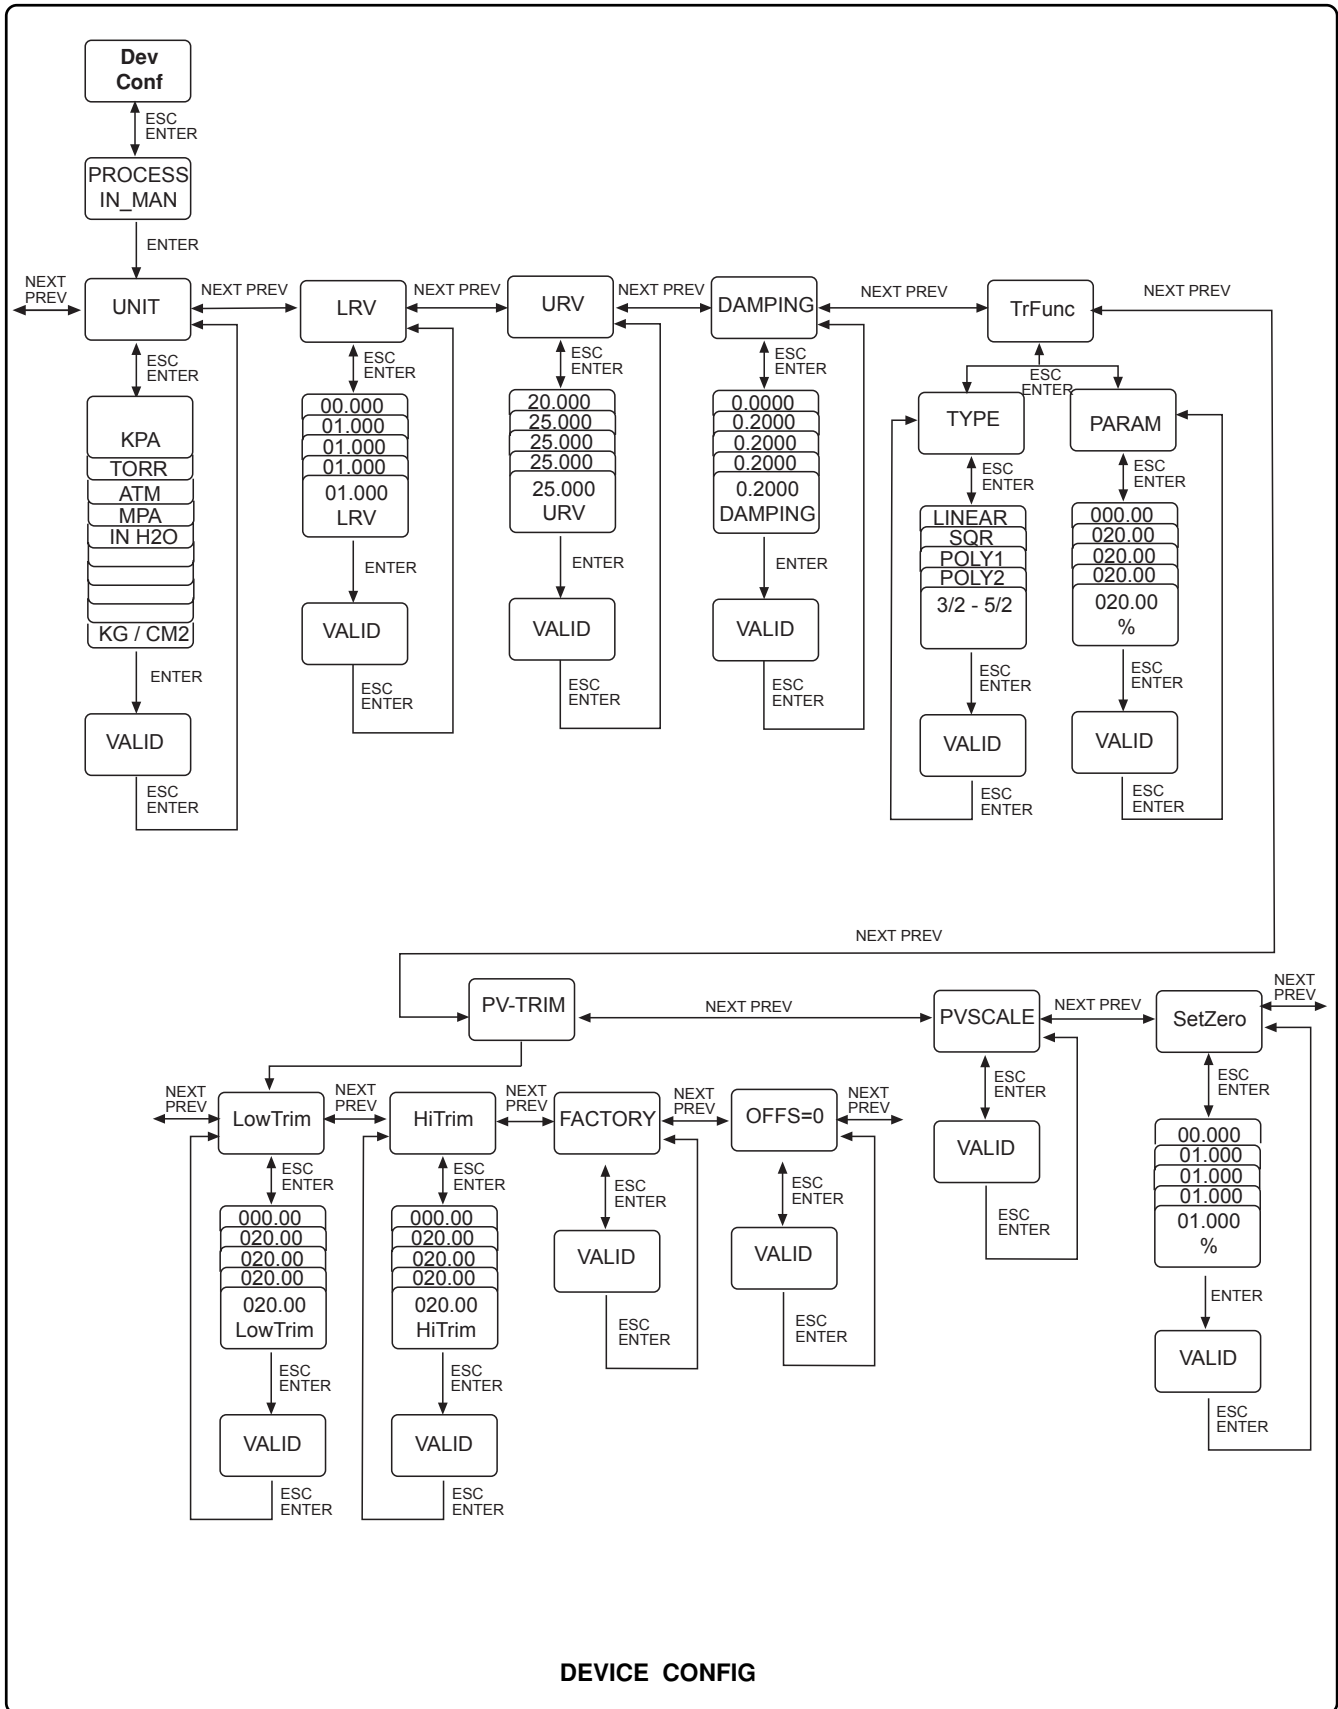 Dev
Conf
ESC
ENTER
PROCESS
IN_MAN
ENTER
NEXT
PREV
UNIT
NEXT PREV
LRV
NEXT PREV
URV
NEXT PREV
DAMPING
NEXT PREV
TrFunc
NEXT PREV
ESC
ENTER
KPA
TORR
ATM
MPA
IN H2O
KG / CM2
ENTER
VALID
ESC
ENTER
ESC
ENTER
00.000
01.000
01.000
01.000
01.000
LRV
ENTER
VALID
ESC
ENTER
ESC
ENTER
20.000
25.000
25.000
25.000
25.000
URV
ENTER
VALID
ESC
ENTER
ESC
ENTER
0.0000
0.2000
0.2000
0.2000
0.2000
DAMPING
ENTER
VALID
ESC
ENTER
ESC
ENTER
TYPE
ESC
ENTER
LINEAR
SQR
POLY1
POLY2
3/2 - 5/2
ESC
ENTER
VALID
ESC
ENTER
PARAM
ESC
ENTER
000.00
020.00
020.00
020.00
020.00
%
ESC
ENTER
VALID
ESC
ENTER
NEXT PREV
PV-TRIM
NEXT PREV
PVSCALE
NEXT PREV
SetZero
NEXT
PREV
NEXT
PREV
LowTrim
NEXT
PREV
HiTrim
NEXT
PREV
FACTORY
NEXT
PREV
OFFS=0
NEXT
PREV
ESC
ENTER
000.00
020.00
020.00
020.00
020.00
LowTrim
ESC
ENTER
VALID
ESC
ENTER
ESC
ENTER
000.00
020.00
020.00
020.00
020.00
HiTrim
ESC
ENTER
VALID
ESC
ENTER
ESC
ENTER
VALID
ESC
ENTER
ESC
ENTER
VALID
ESC
ENTER
ESC
ENTER
VALID
ESC
ENTER
ESC
ENTER
00.000
01.000
01.000
01.000
01.000
%
ENTER
VALID
ESC
ENTER
DEVICE CONFIG